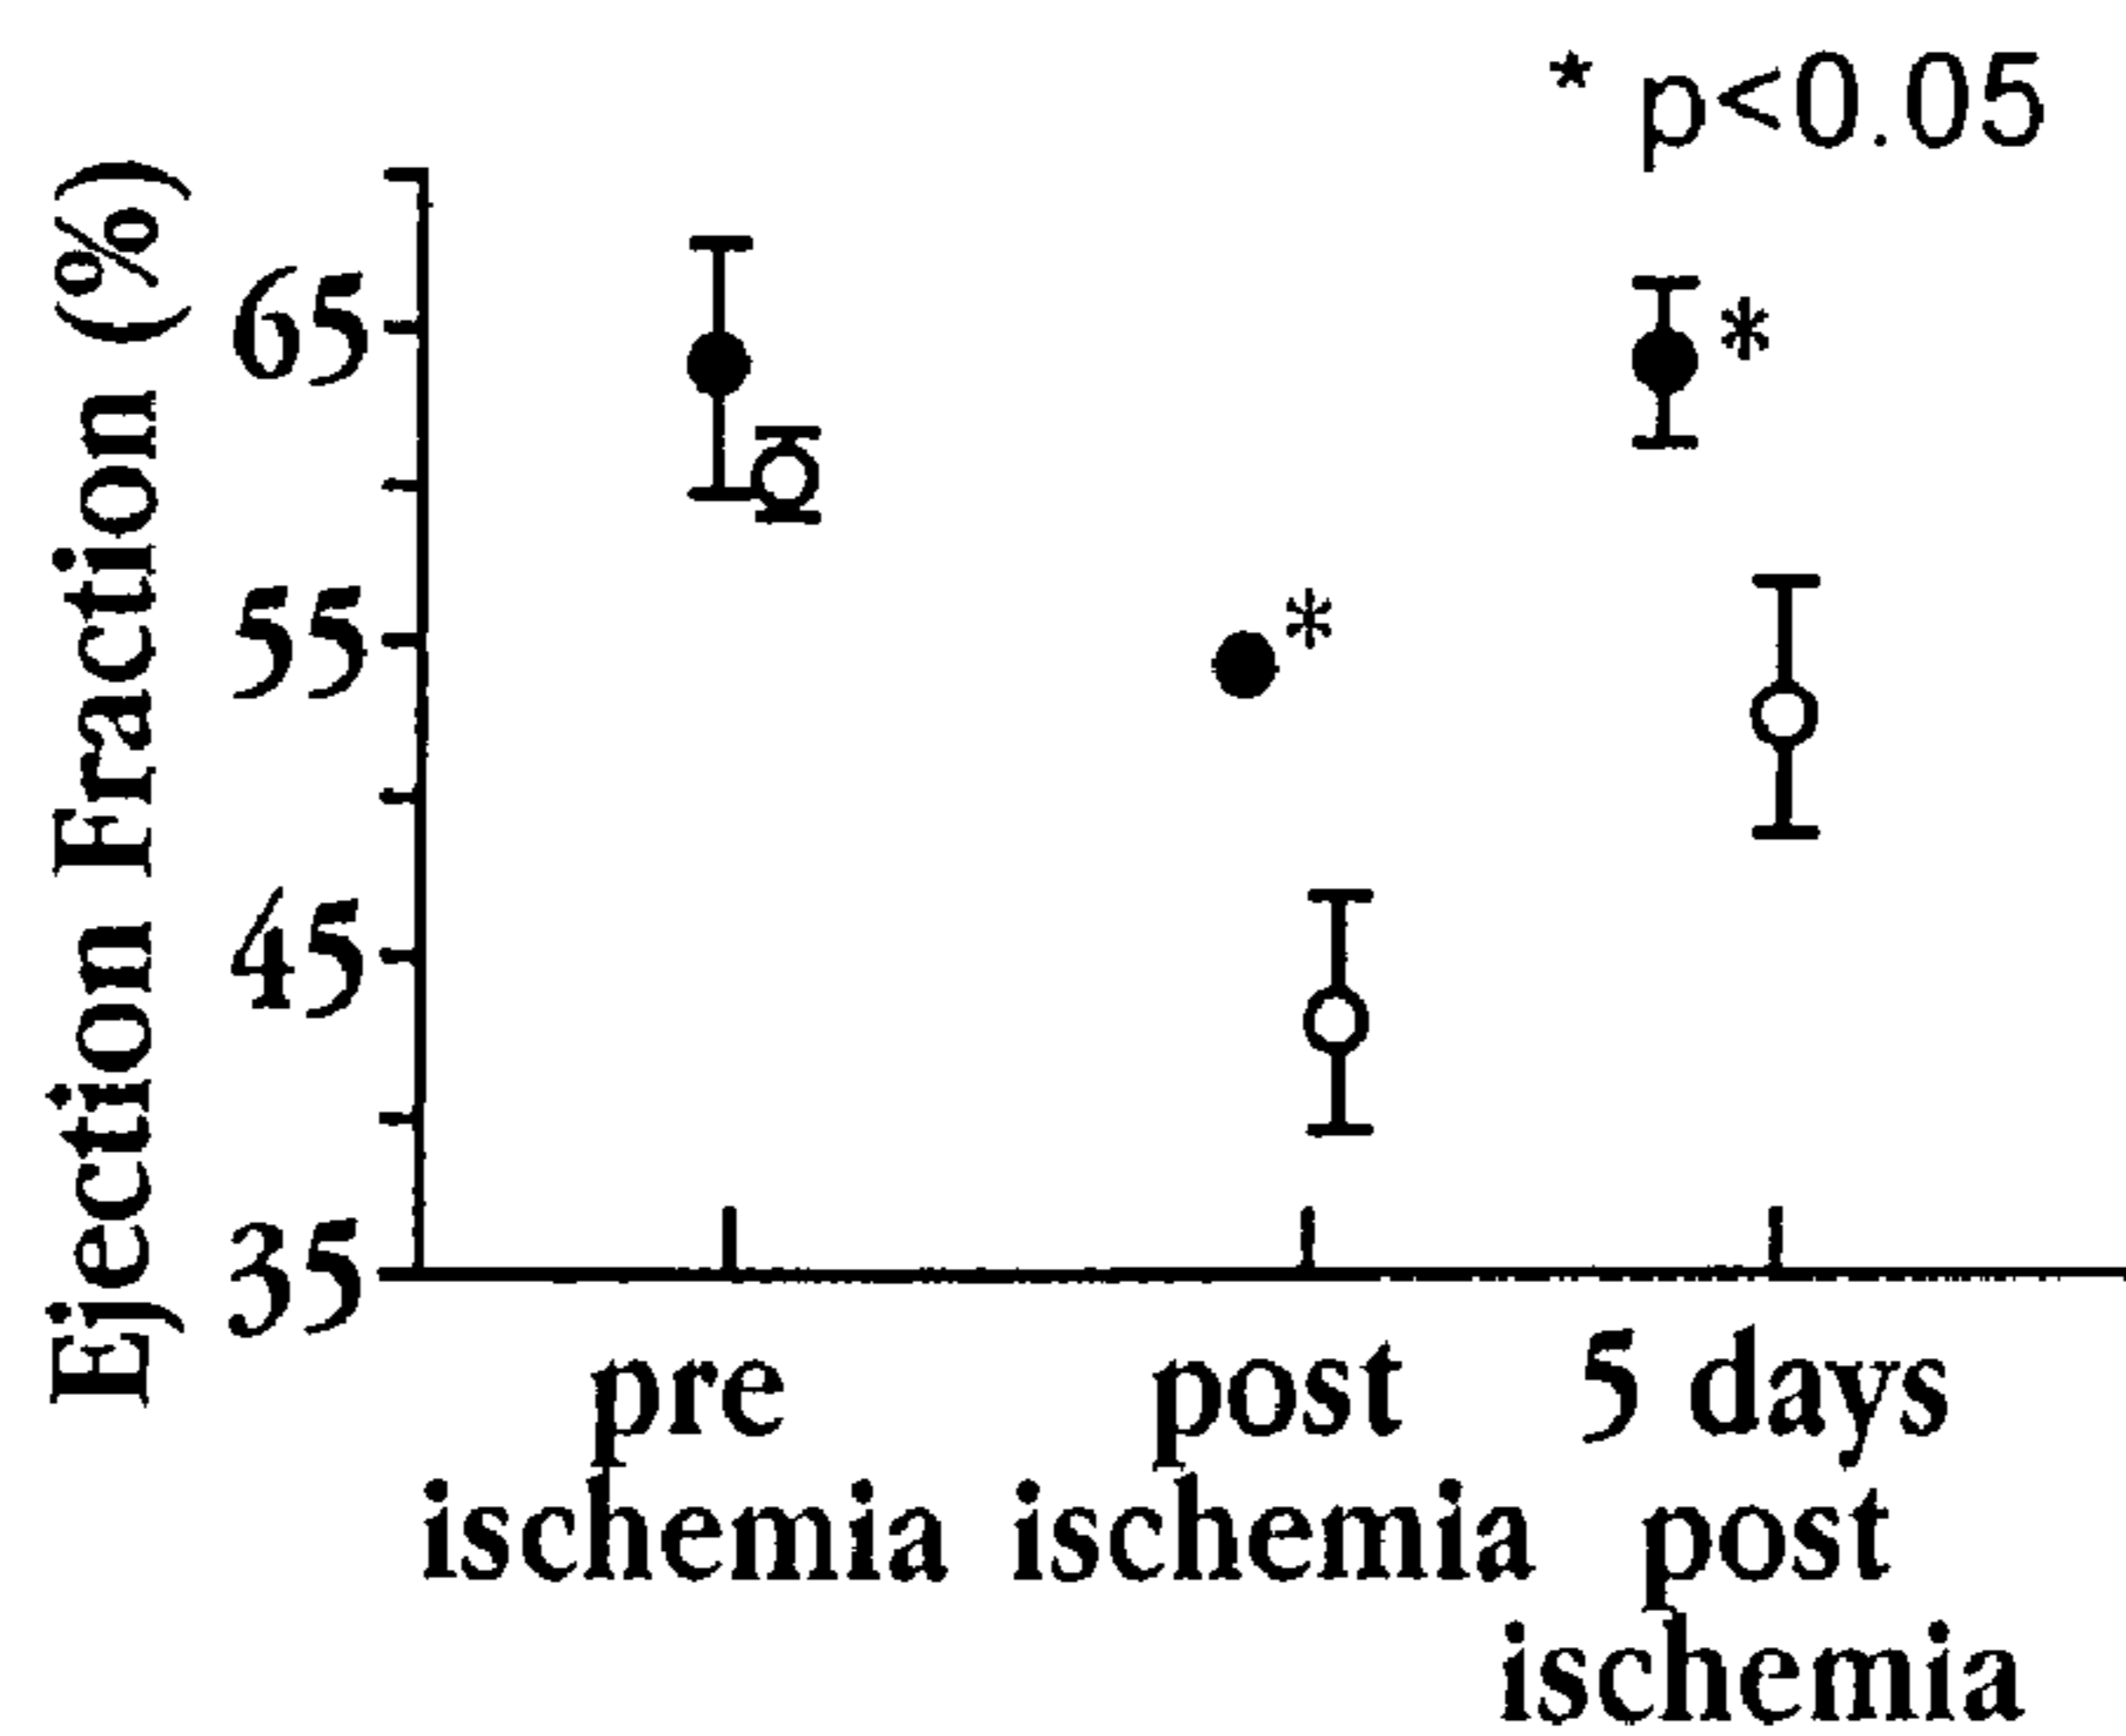 * p<0.05
Ejection Fraction (%)
65
55
*
*
45
35
pre ischemia
post ischemia
5 days post ischemia